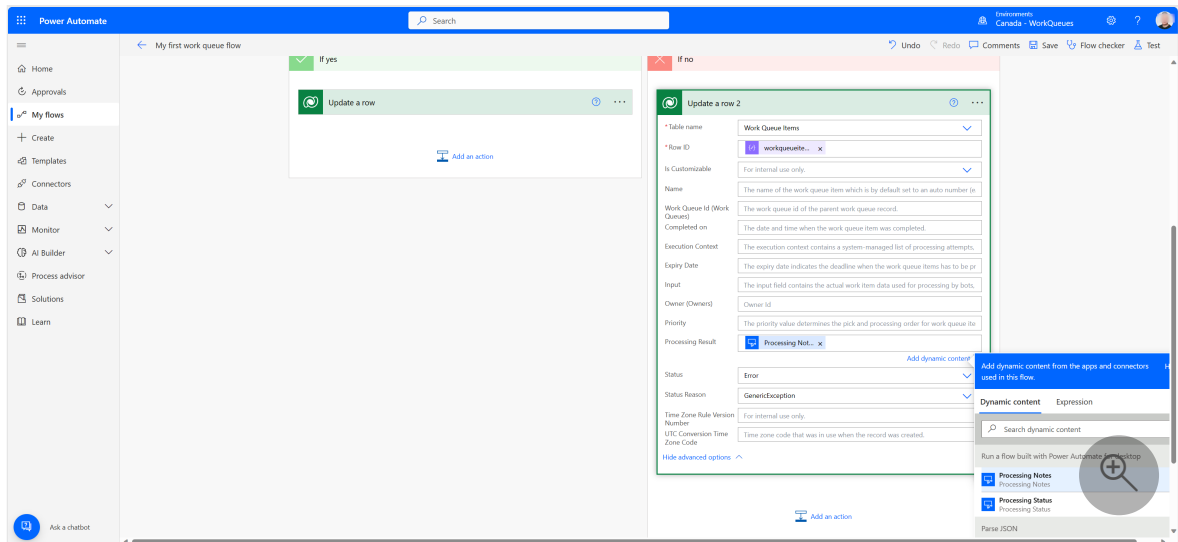 Power Automate
Search
Environments
Canada - WorkQueues
?
My first work queue flow
Undo
Redo
Comments
Save
Flow checker
Test
Home
Approvals
My flows
Create
Templates
Connectors
Data
Monitor
AI Builder
Process advisor
Solutions
Learn
Ask a chatbot
If yes
Update a row
Add an action
If no
Update a row 2
* Table name
Work Queue Items
* Row ID
workqueueite... x
Is Customizable
For internal use only.
Name
The name of the work queue item which is by default set to an auto number (e
Work Queue Id (Work
Queues)
The work queue id of the parent work queue record.
Completed on
The date and time when the work queue item was completed.
Execution Context
The execution context contains a system-managed list of processing attempts,
Expiry Date
The expiry date indicates the deadline when the work queue items has to be pr
Input
The input field contains the actual work item data used for processing by bots,
Owner (Owners)
Owner Id
Priority
The priority value determines the pick and processing order for work queue ite
Processing Result
Processing Not... x
Add dynamic content
Status
Error
Status Reason
GenericException
Time Zone Rule Version
Number
For internal use only.
UTC Conversion Time
Zone Code
Time zone code that was in use when the record was created.
Hide advanced options
Add an action
Add dynamic content from the apps and connectors
used in this flow.
H
Dynamic content
Expression
Search dynamic content
Run a flow built with Power Automate for desktop
Processing Notes
Processing Notes
Processing Status
Processing Status
Parse JSON